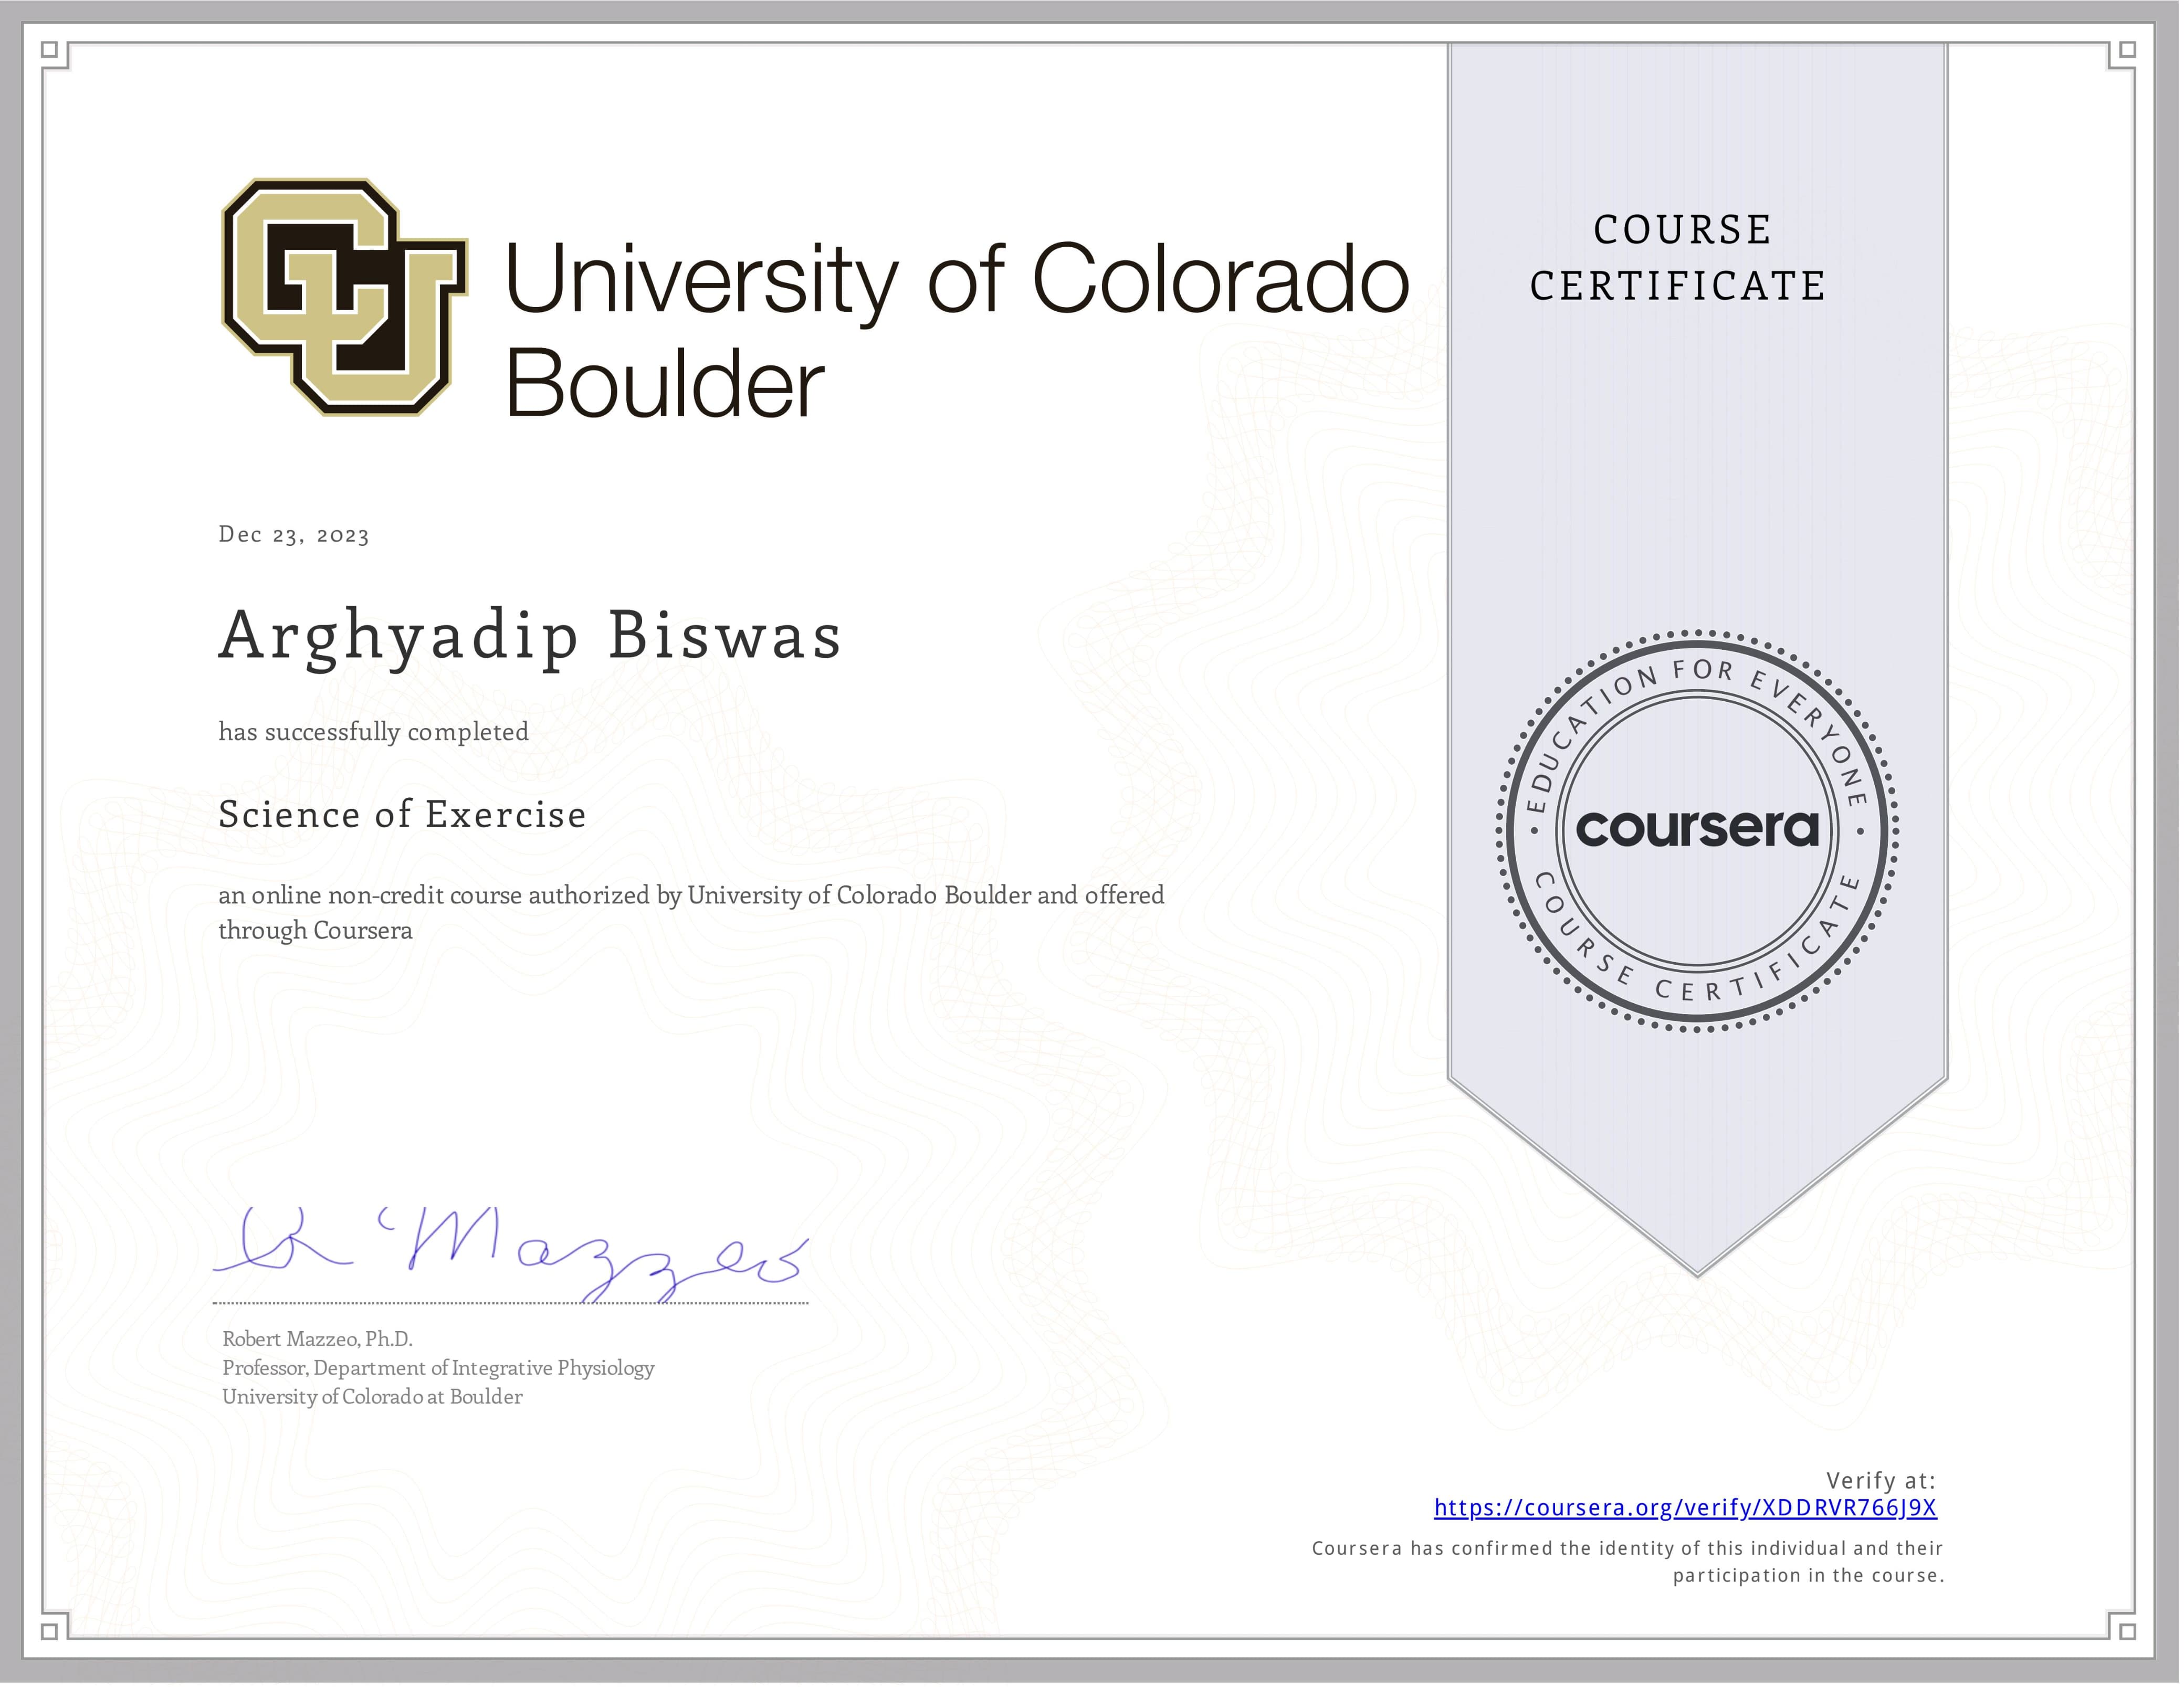 University of Colorado
Boulder
COURSE
CERTIFICATE
Dec 23, 2023
Arghyadip Biswas
has successfully completed
Science of Exercise
an online non-credit course authorized by University of Colorado Boulder and offered
through Coursera
EDUCATION FOR EVERYONE
coursera
COURSE CERTIFICATE
R Mazzeo
Robert Mazzeo, Ph.D.
Professor, Department of Integrative Physiology
University of Colorado at Boulder
Verify at:
https://coursera.org/verify/XDDRVR766J9X
Coursera has confirmed the identity of this individual and their
participation in the course.